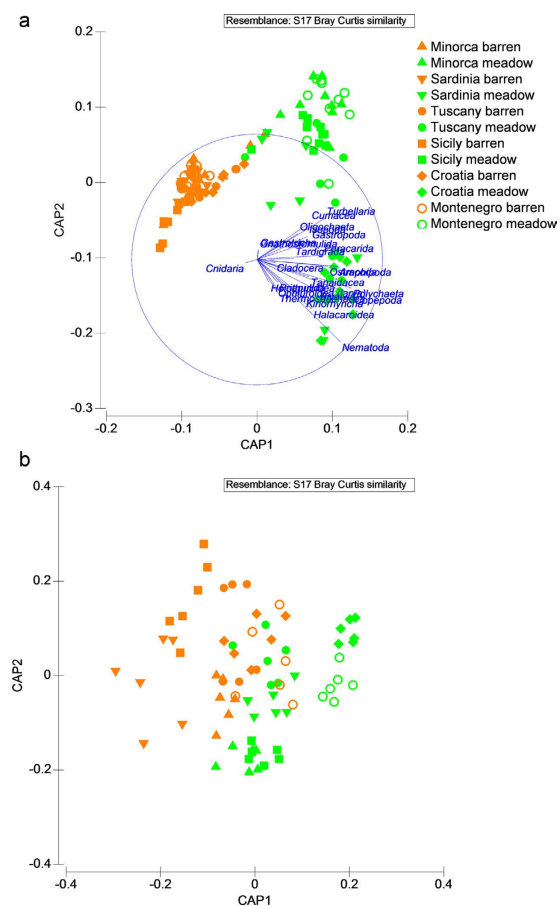 a
Resemblance: S17 Bray Curtis similarity
0.2
0.1
0
-0.1
-0.2
-0.3
CAP2
-0.2
-0.1
0
0.1
0.2
CAP1
Turbellaria
Cumacea
Oligochaeta
Gastropoda
Tardigrada
Cnidaria
Cladocera
Tanaidacea
Polychaeta
Kinorhyncha
Halacaroidea
Nematoda
Minorca barren
Minorca meadow
Sardinia barren
Sardinia meadow
Tuscany barren
Tuscany meadow
Sicily barren
Sicily meadow
Croatia barren
Croatia meadow
Montenegro barren
Montenegro meadow
b
Resemblance: S17 Bray Curtis similarity
0.4
0.2
0
-0.2
-0.4
CAP2
-0.4
-0.2
0
0.2
0.4
CAP1